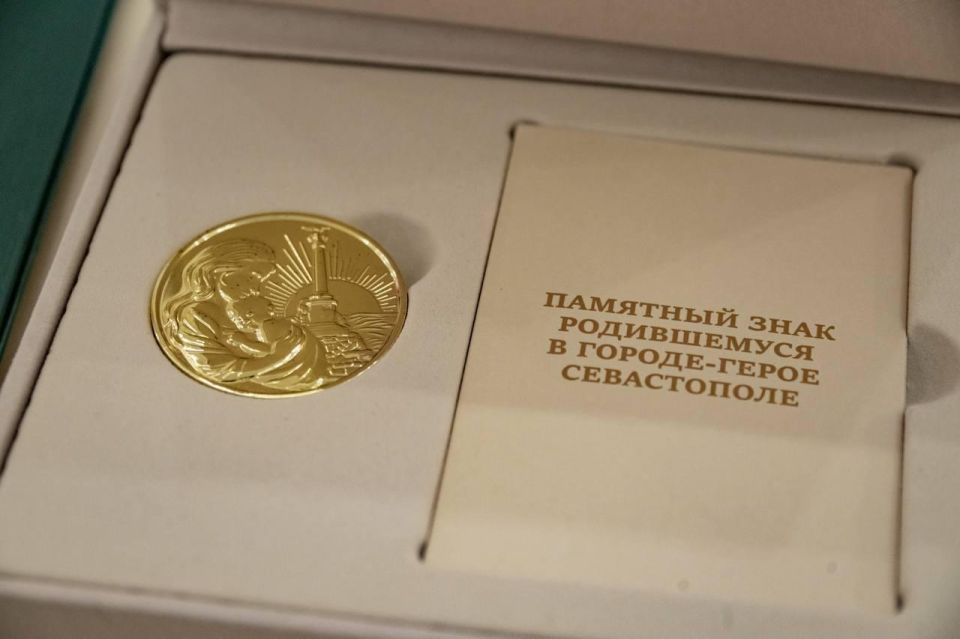 ПАМЯТНЫЙ ЗНАК
РОДИВШЕМУСЯ
В ГОРОДЕ-ГЕРОЕ
СЕВАСТОПОЛЕ